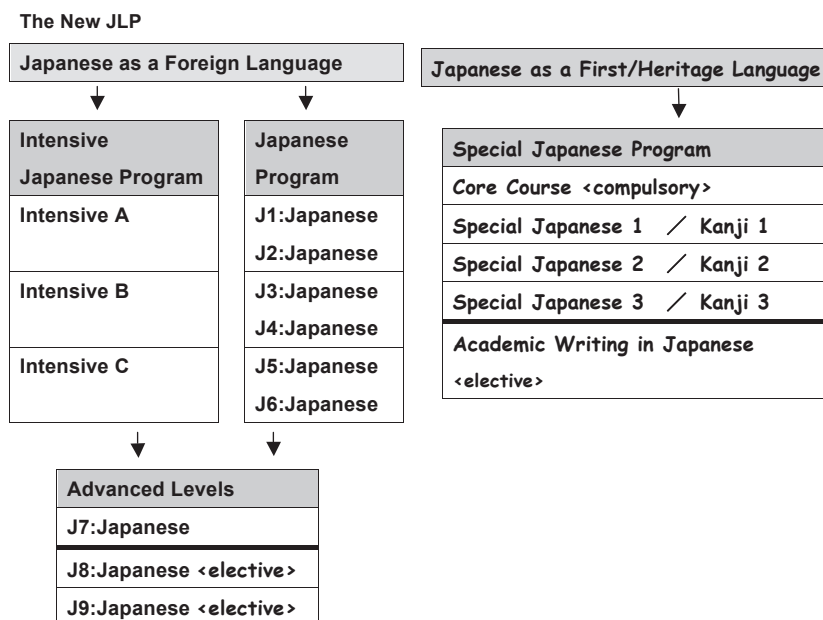 The New JLP
Japanese as a Foreign Language
Intensive
Japanese Program
Intensive A
Intensive B
Intensive C
Japanese
Program
J1:Japanese
J2:Japanese
J3:Japanese
J4:Japanese
J5:Japanese
J6:Japanese
Advanced Levels
J7:Japanese
J8:Japanese <elective>
J9:Japanese <elective>
Japanese as a First/Heritage Language
Special Japanese Program
Core Course <compulsory>
Special Japanese 1 ／ Kanji 1
Special Japanese 2 ／ Kanji 2
Special Japanese 3 ／ Kanji 3
Academic Writing in Japanese
<elective>